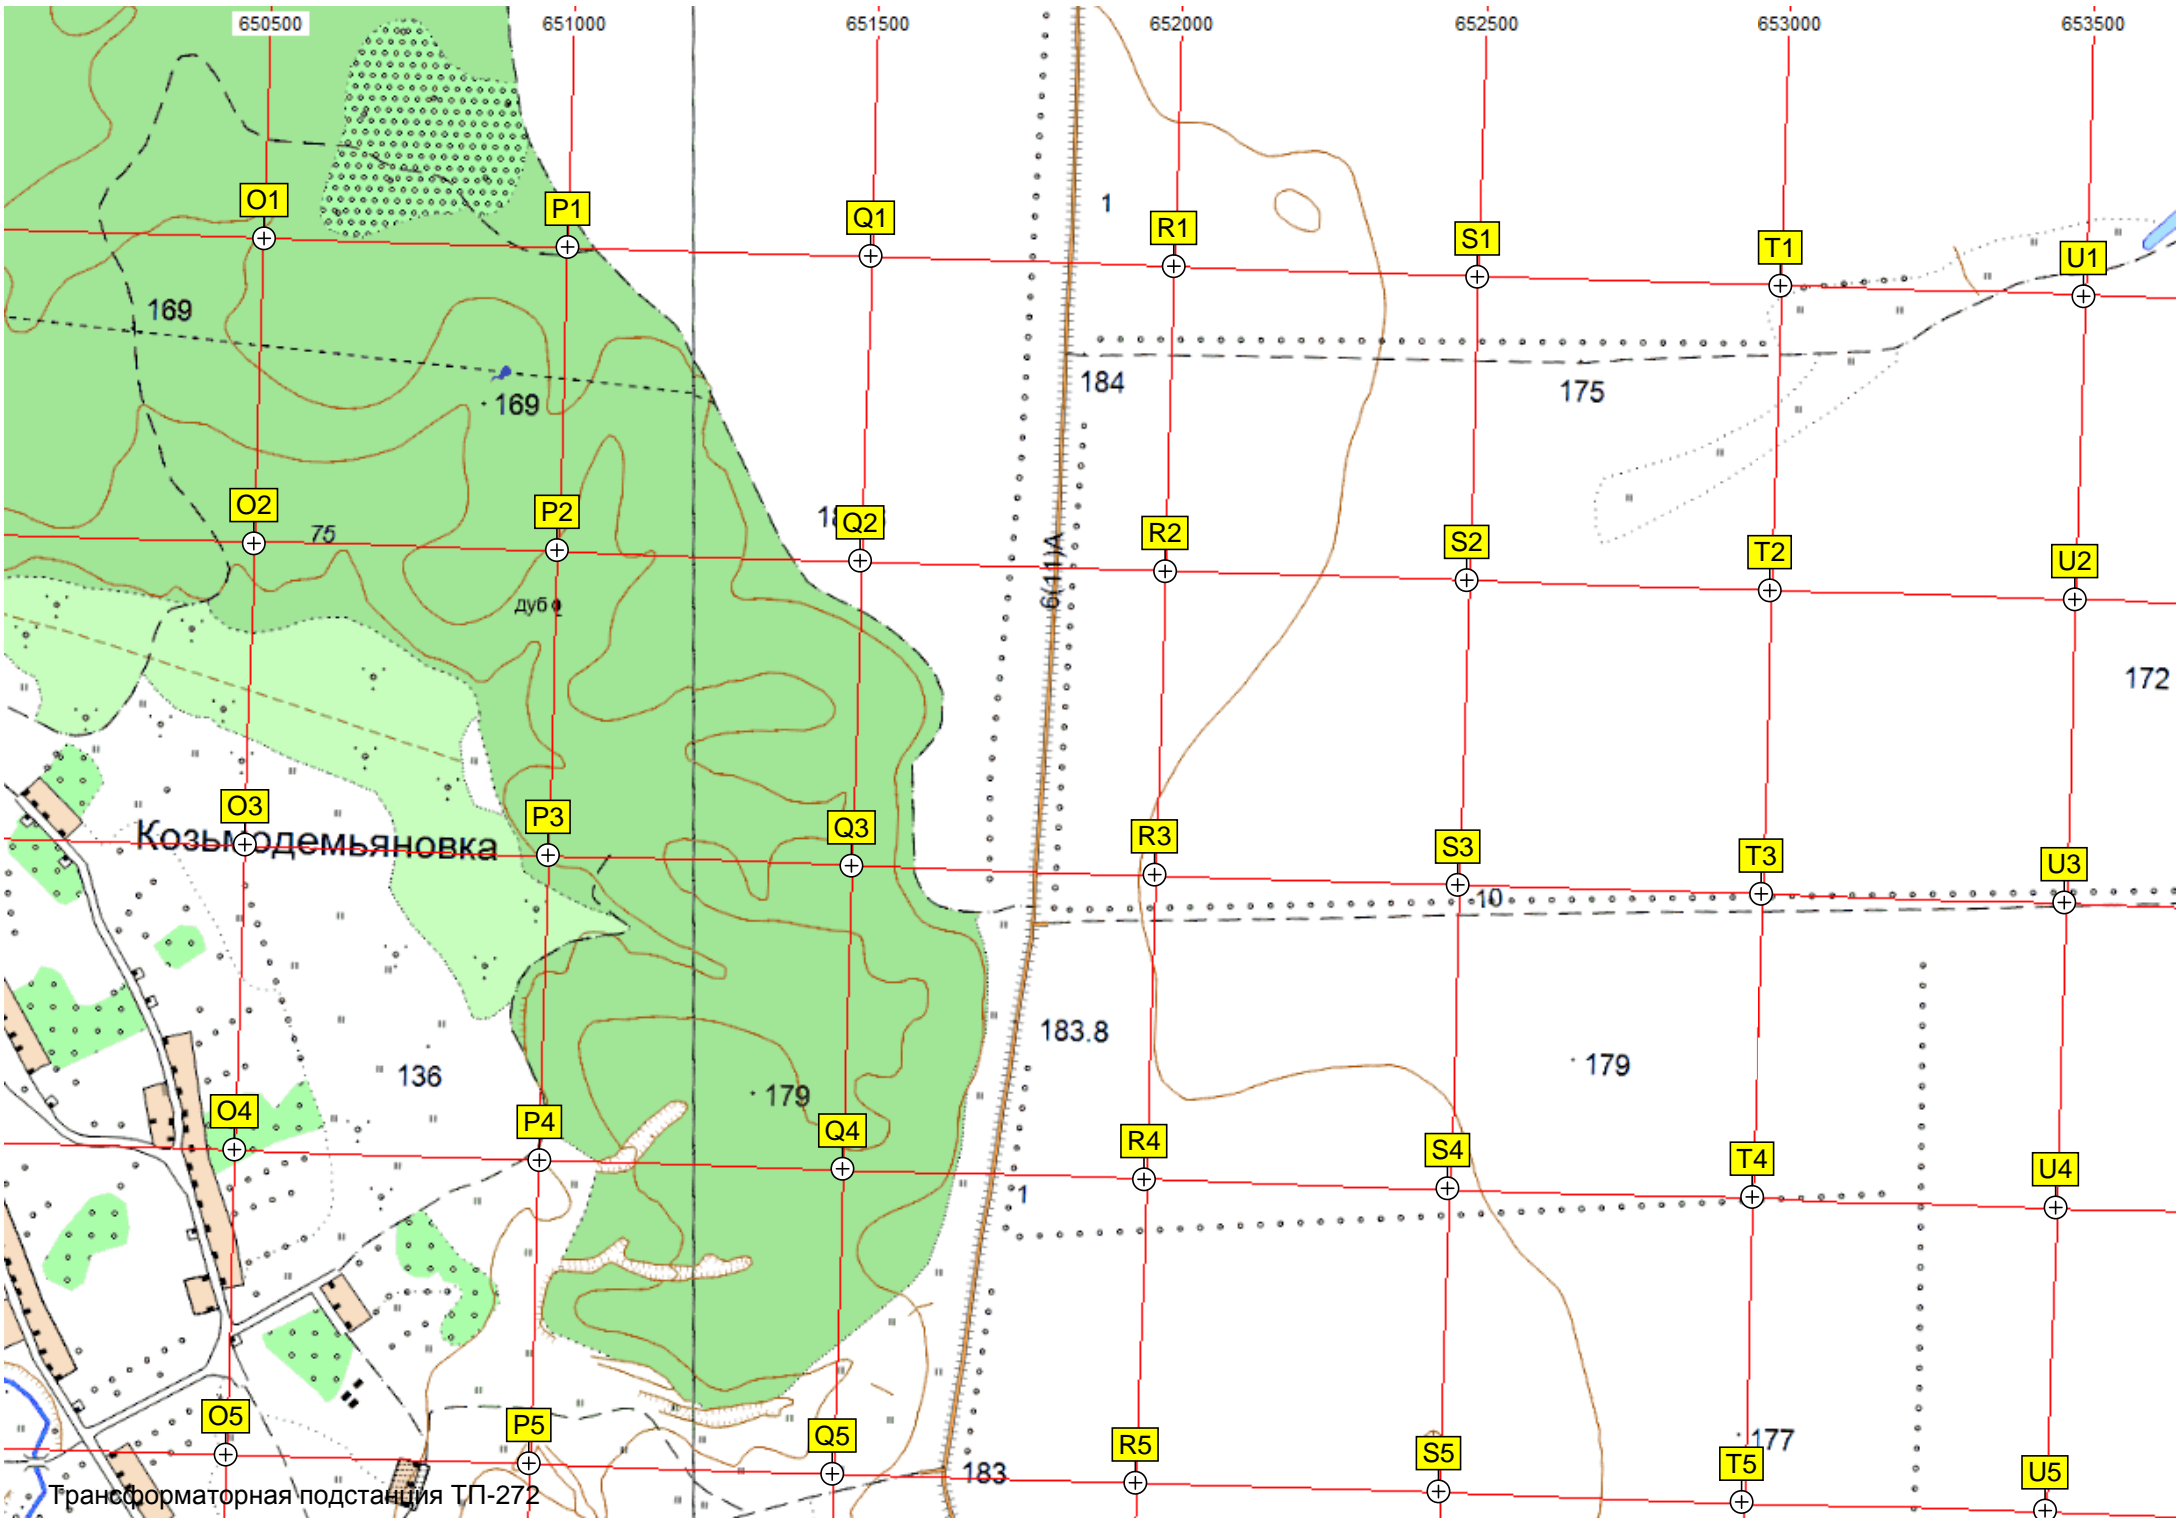 650500 651000 651500 652000 652500 653000 653500
O1 P1 Q1 R1 S1 T1 U1
1
169
184 175
169
O2 P2 Q2 R2 S2 T2 U2
75
6(11)А
дуб
172
O3 P3 Q3 R3 S3 T3 U3
Козьмодемьяновка
10
183.8
179
136
179
O4 P4 Q4 R4 S4 T4 U4
1
O5 P5 Q5 R5 S5 T5 U5
177
183
Трансформаторная подстанция ТП-272